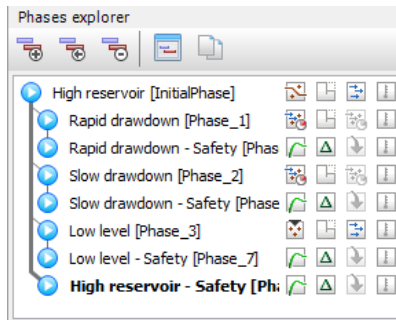 Phases explorer
High reservoir [InitialPhase]
Rapid drawdown [Phase_1]
Rapid drawdown - Safety [Phas
Slow drawdown [Phase_2]
Slow drawdown - Safety [Phase
Low level [Phase_3]
Low level - Safety [Phase_7]
High reservoir - Safety [Ph